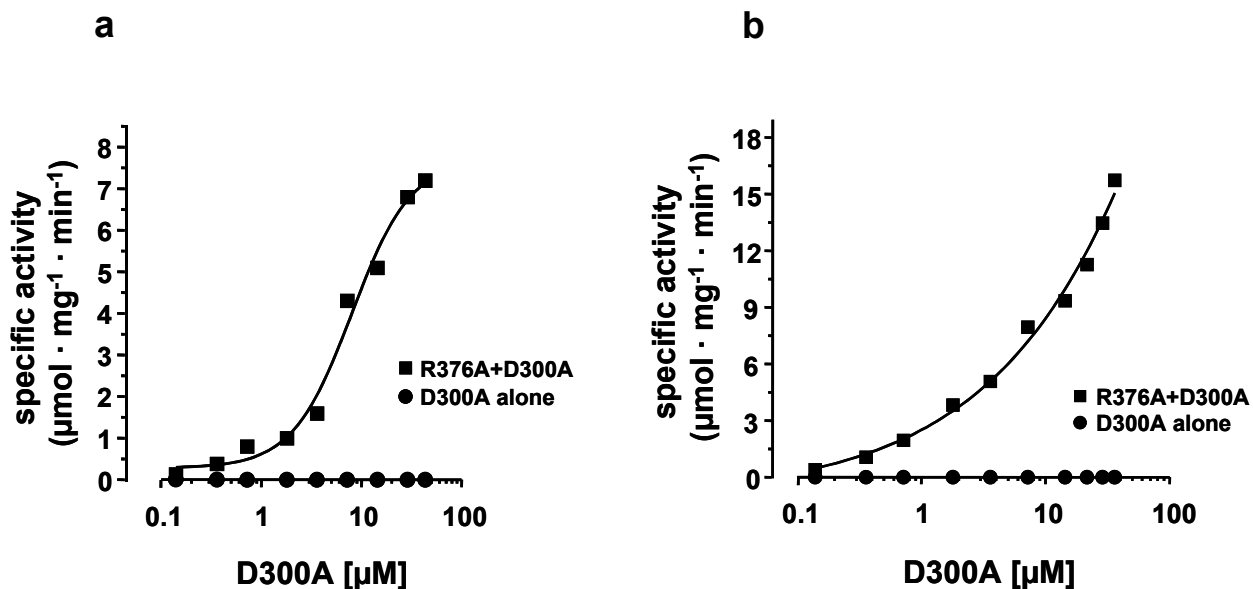 a
specific activity
(μmol · mg⁻¹ · min⁻¹)
8
7
6
5
4
3
2
1
0
R376A+D300A
D300A alone
0.1 1 10 100
D300A [μM]
b
specific activity
(μmol · mg⁻¹ · min⁻¹)
18
15
12
9
6
3
0
R376A+D300A
D300A alone
0.1 1 10 100
D300A [μM]